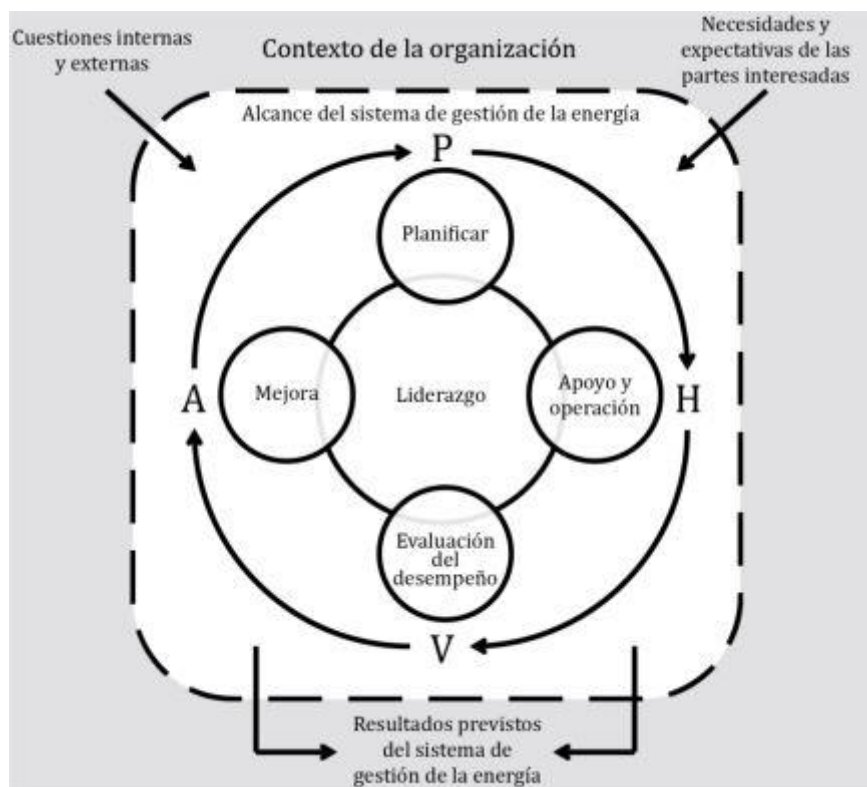 Cuestiones internas
y externas
Contexto de la organización
Necesidades y
expectativas de las
partes interesadas
Alcance del sistema de gestión de la energía
P
Planificar
A
Mejora
Liderazgo
Apoyo y
operación
H
Evaluación
del
desempeño
V
Resultados previstos
del sistema de
gestión de la energía